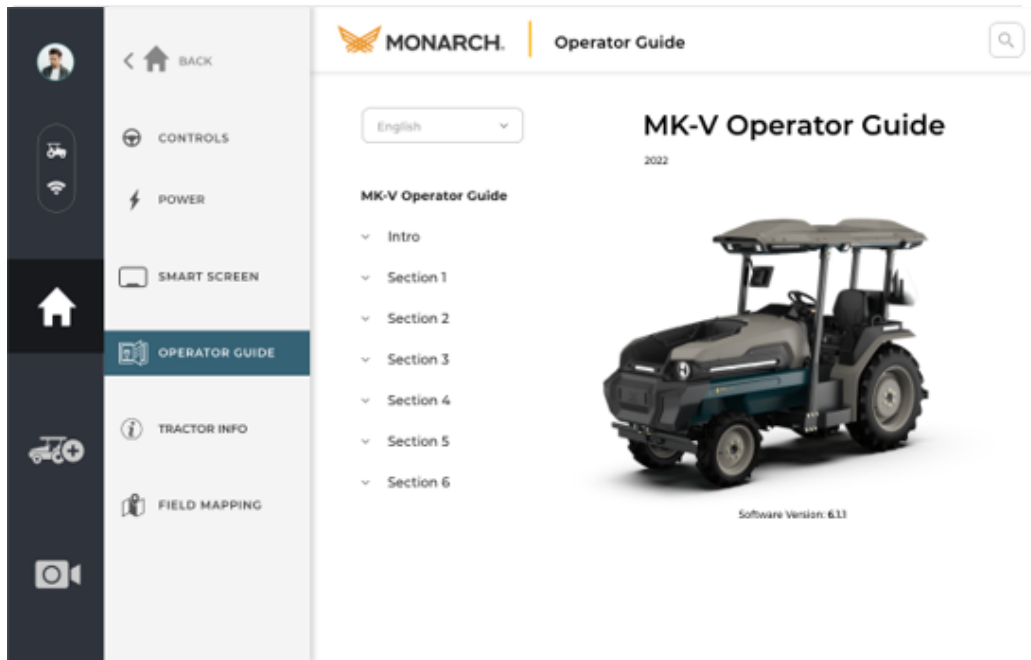 BACK
CONTROLS
POWER
SMART SCREEN
OPERATOR GUIDE
TRACTOR INFO
FIELD MAPPING
MONARCH.
Operator Guide
English
MK-V Operator Guide
Intro
Section 1
Section 2
Section 3
Section 4
Section 5
Section 6
MK-V Operator Guide
2022
Software Version: 6.1.1